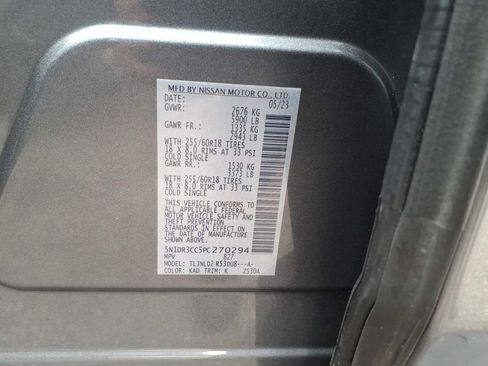 MFD BY NISSAN MOTOR CO., LTD.
DATE: 05/23
GVWR: 2676 KG
5900 LB
GAWR FR.: 1335 KG
2943 LB
WITH 255/60R18 TIRES
18 X 8.0 RIMS AT 33 PSI
COLD SINGLE
GAWR RR.: 1530 KG
3373 LB
WITH 255/60R18 TIRES
18 X 8.0 RIMS AT 33 PSI
COLD SINGLE
THIS VEHICLE CONFORMS TO
ALL APPLICABLE FEDERAL
MOTOR VEHICLE SAFETY AND
THEFT PREVENTION
STANDARDS IN EFFECT ON
THE DATE OF MANUFACTURE
SHOWN ABOVE.
5N1DR3CC5PC270294
MPV 827
MODEL: TLJNLD2 R53DU8---A-
COLOR: KAD TRIM: K Z530A